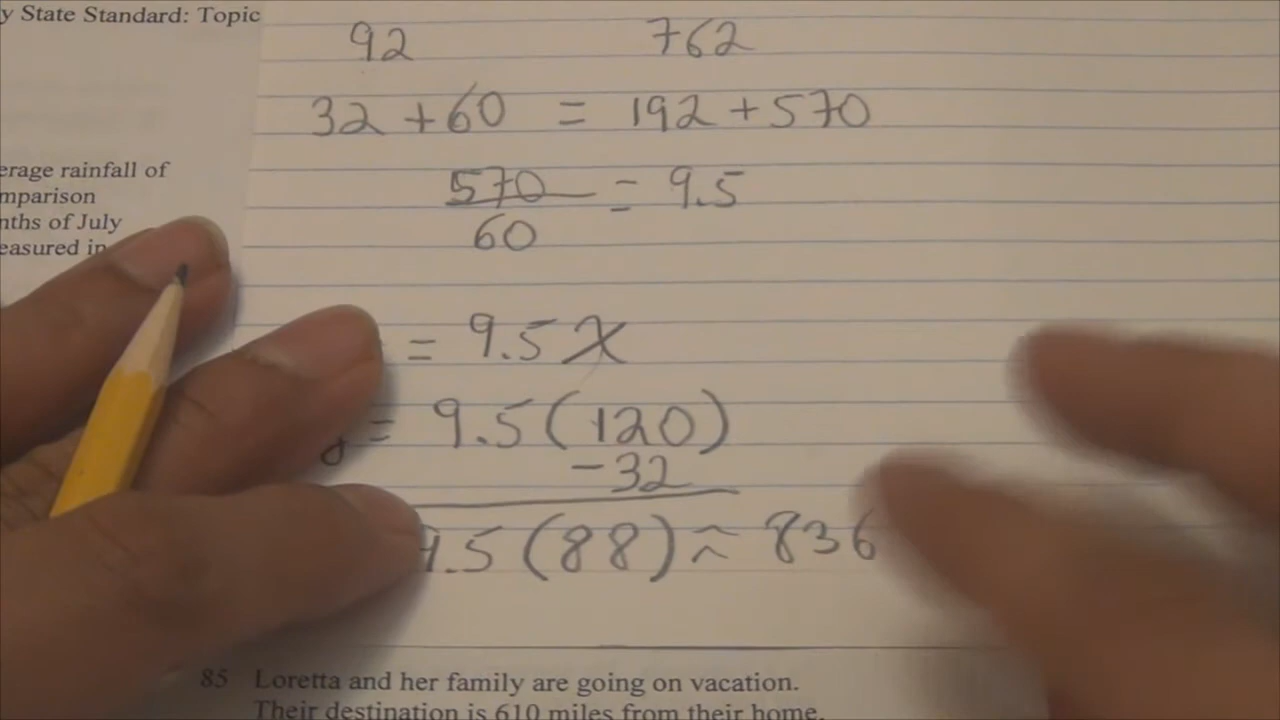 y State Standard: Topic
92 762
32 + 60 = 192 + 570
570
60
= 9.5
erage rainfall of
mparison
nths of July
easured in
= 9.5x
y = 9.5(120)
-32
9.5(88) ≈ 836
85 Loretta and her family are going on vacation.
Their destination is 610 miles from their home.